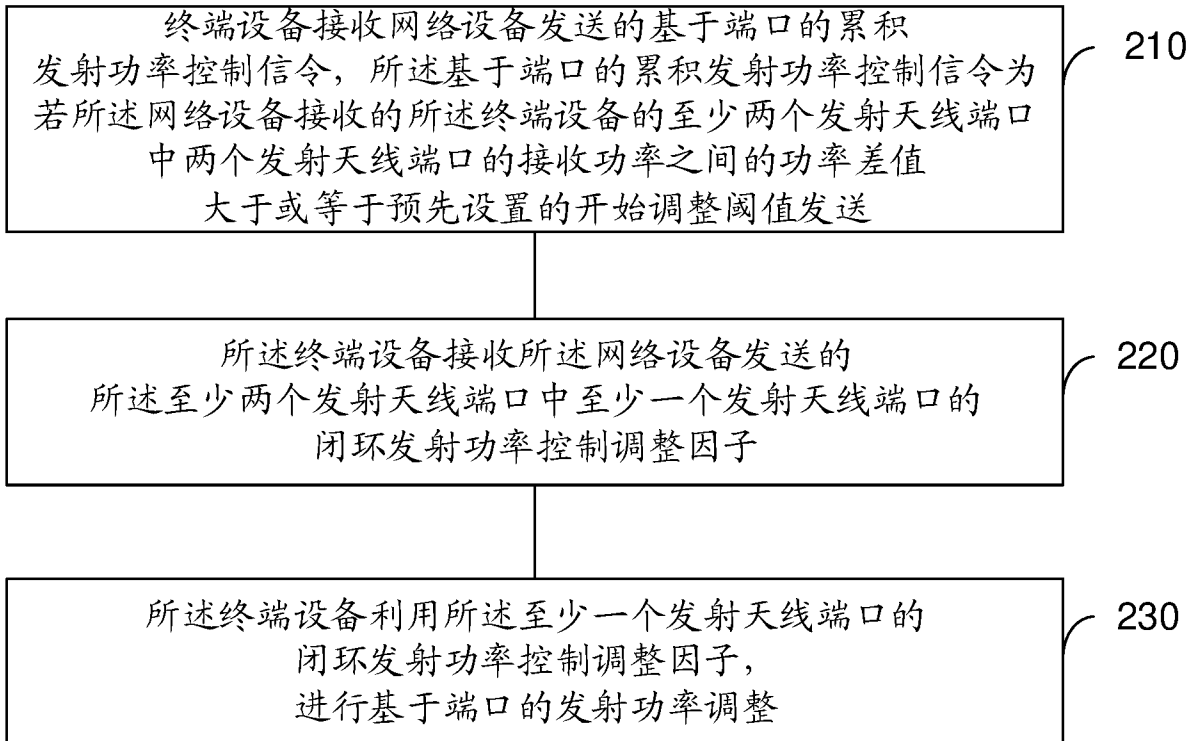 终端设备接收网络设备发送的基于端口的累积
发射功率控制信令，所述基于端口的累积发射功率控制信令为
若所述网络设备接收的所述终端设备的至少两个发射天线端口
中两个发射天线端口的接收功率之间的功率差值
大于或等于预先设置的开始调整阈值发送
210
所述终端设备接收所述网络设备发送的
所述至少两个发射天线端口中至少一个发射天线端口的
闭环发射功率控制调整因子
220
所述终端设备利用所述至少一个发射天线端口的
闭环发射功率控制调整因子，
进行基于端口的发射功率调整
230